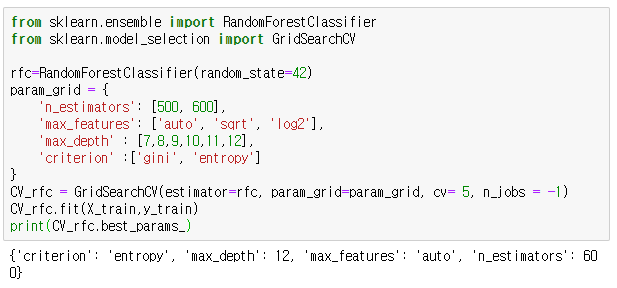 from sklearn.ensemble import RandomForestClassifier
from sklearn.model_selection import GridSearchCV

rfc=RandomForestClassifier(random_state=42)
param_grid = {
    'n_estimators': [500, 600],
    'max_features': ['auto', 'sqrt', 'log2'],
    'max_depth' : [7,8,9,10,11,12],
    'criterion' :['gini', 'entropy']
}
CV_rfc = GridSearchCV(estimator=rfc, param_grid=param_grid, cv= 5, n_jobs = -1)
CV_rfc.fit(X_train,y_train)
print(CV_rfc.best_params_)
{'criterion': 'entropy', 'max_depth': 12, 'max_features': 'auto', 'n_estimators': 60
0}